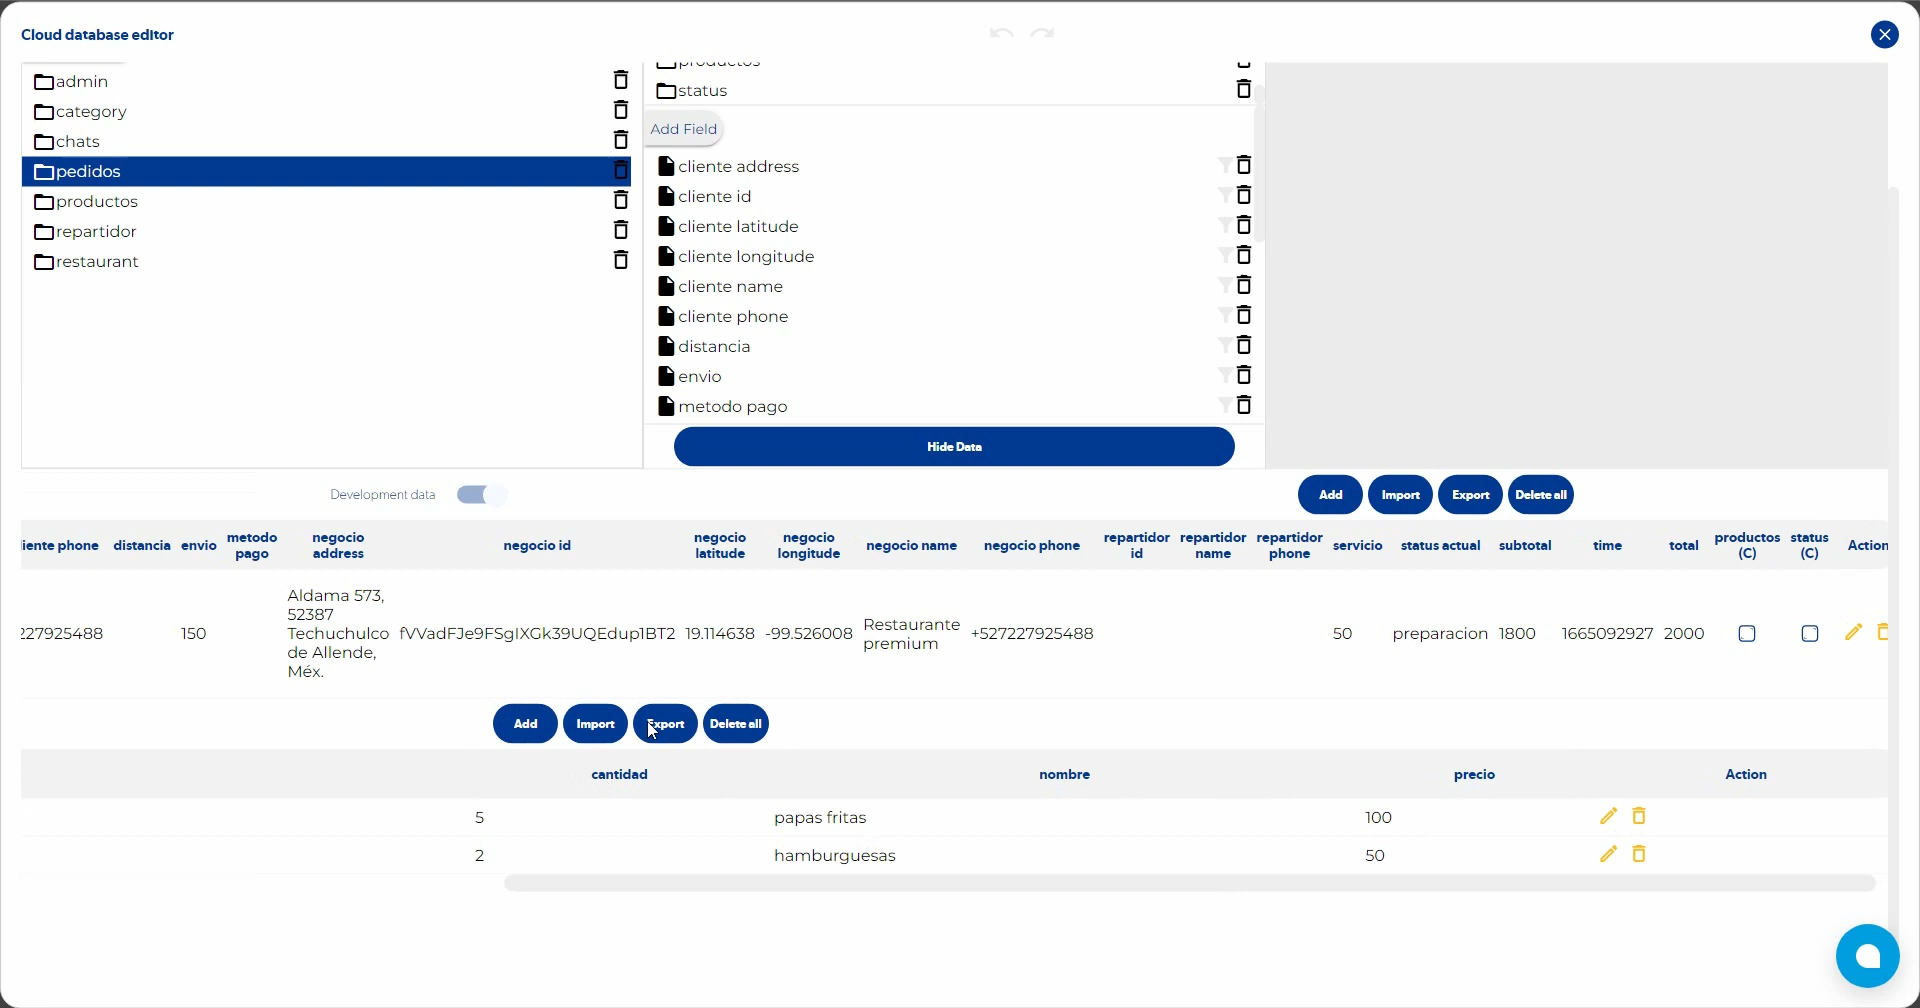 Cloud database editor
admin
category
chats
pedidos
productos
repartidor
restaurant
productos
status
Add Field
cliente address
cliente id
cliente latitude
cliente longitude
cliente name
cliente phone
distancia
envio
metodo pago
Hide Data
Development data
Add Import Export Delete all
iente phone distancia envio metodo pago negocio address negocio id negocio latitude negocio longitude negocio name negocio phone repartidor id repartidor name repartidor phone servicio status actual subtotal time total productos (C) status (C) Action
227925488 150 Aldama 573, 52387 Techuchulco de Allende, Méx. fVVadFJe9FSgIXGk39UQEdup1BT2 19.114638 -99.526008 Restaurante premium +527227925488 50 preparacion 1800 1665092927 2000
Add Import Export Delete all
cantidad nombre precio Action
5 papas fritas 100
2 hamburguesas 50